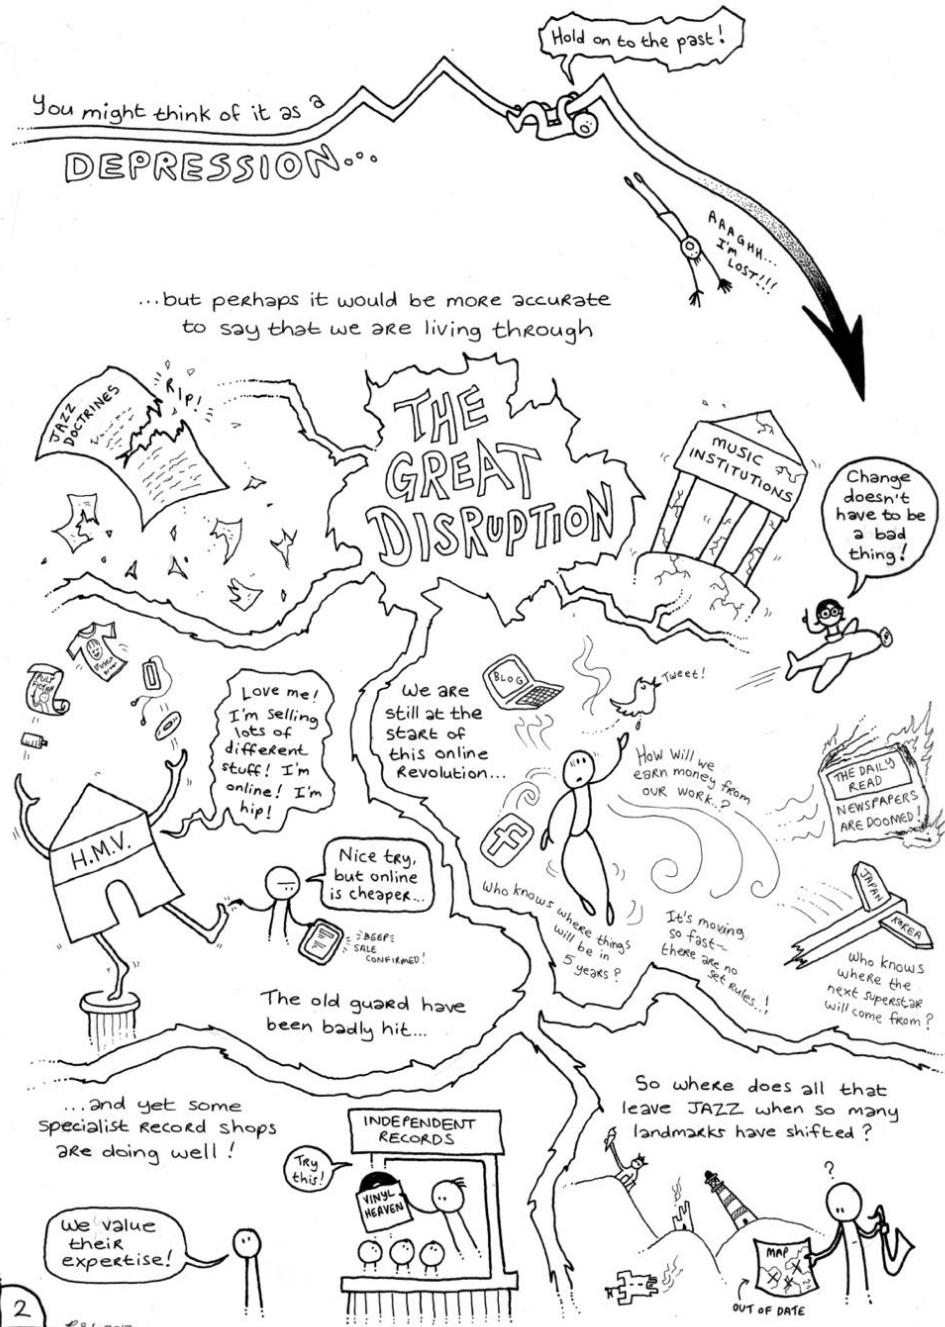 Hold on to the past!
You might think of it as a
DEPRESSION...
AAAGHH...
I'm
LOST!!!
...but perhaps it would be more accurate
to say that we are living through
THE
GREAT
DISRUPTION
JAZZ
DOCTRINES
RIP!
MUSIC
INSTITUTIONS
Change
doesn't
have to be
a bad
thing!
Love me!
I'm selling
lots of
different
stuff! I'm
online! I'm
hip!
H.M.V.
Nice try,
but online
is cheaper...
BEEP
SALE
CONFIRMED!
The old guard have
been badly hit...
We are
still at the
start of
this online
Revolution...
BLOG
Tweet!
f
How will we
earn money from
our work..?
Who knows
where things
will be in
5 years?
It's moving
so fast-
there are no
set rules..!
THE DAILY
READ
NEWSPAPERS
ARE DOOMED!
JAPAN
KOREA
Who knows
where the
next superstar
will come from?
...and yet some
specialist record shops
are doing well!
We value
their
expertise!
INDEPENDENT
RECORDS
Try
this!
VINYL
HEAVEN
So where does all that
leave JAZZ when so many
landmarks have shifted?
?
MAP
OUT OF DATE
2